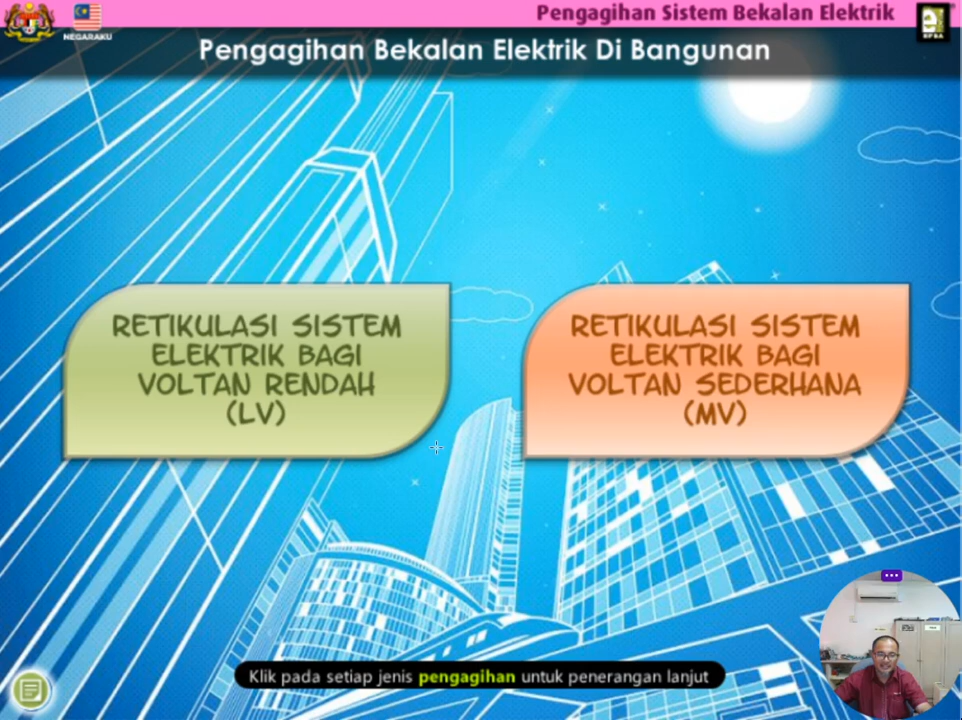 Pengagihan Sistem Bekalan Elektrik
NEGARAKU
Pengagihan Bekalan Elektrik Di Bangunan
RETIKULASI SISTEM
ELEKTRIK BAGI
VOLTAN RENDAH
(LV)
RETIKULASI SISTEM
ELEKTRIK BAGI
VOLTAN SEDERHANA
(MV)
Klik pada setiap jenis pengagihan untuk penerangan lanjut